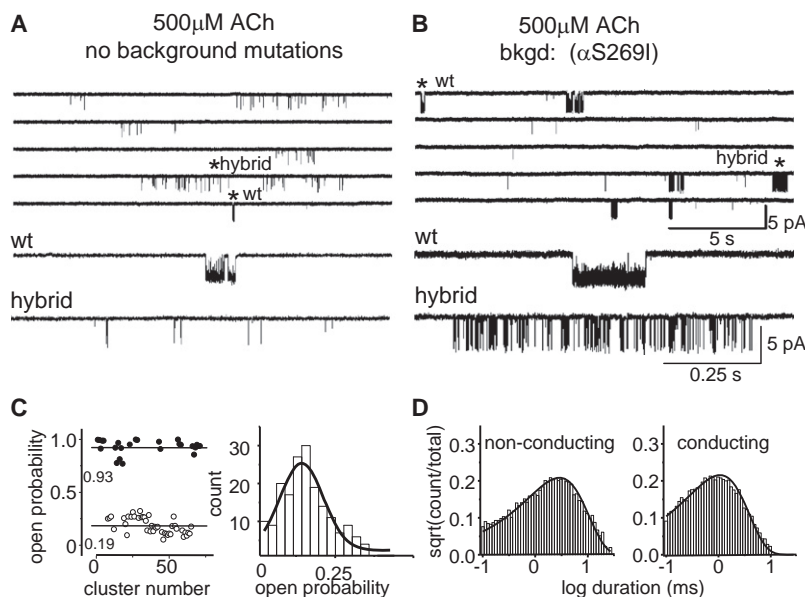 A
500μM ACh
no background mutations
*hybrid
* wt
wt
hybrid
B
500μM ACh
bkgd: (αS269I)
* wt
hybrid *
5 pA
5 s
wt
hybrid
5 pA
0.25 s
C
open probability
1.0
0.5
0
0.93
0.19
50
cluster number
count
30
20
10
0
0.25
open probability
D
sqrt(count/total)
0.3
0.2
0.1
0.0
non-conducting
-1
0
1
0.3
0.2
0.1
0.0
conducting
-1
0
1
log duration (ms)